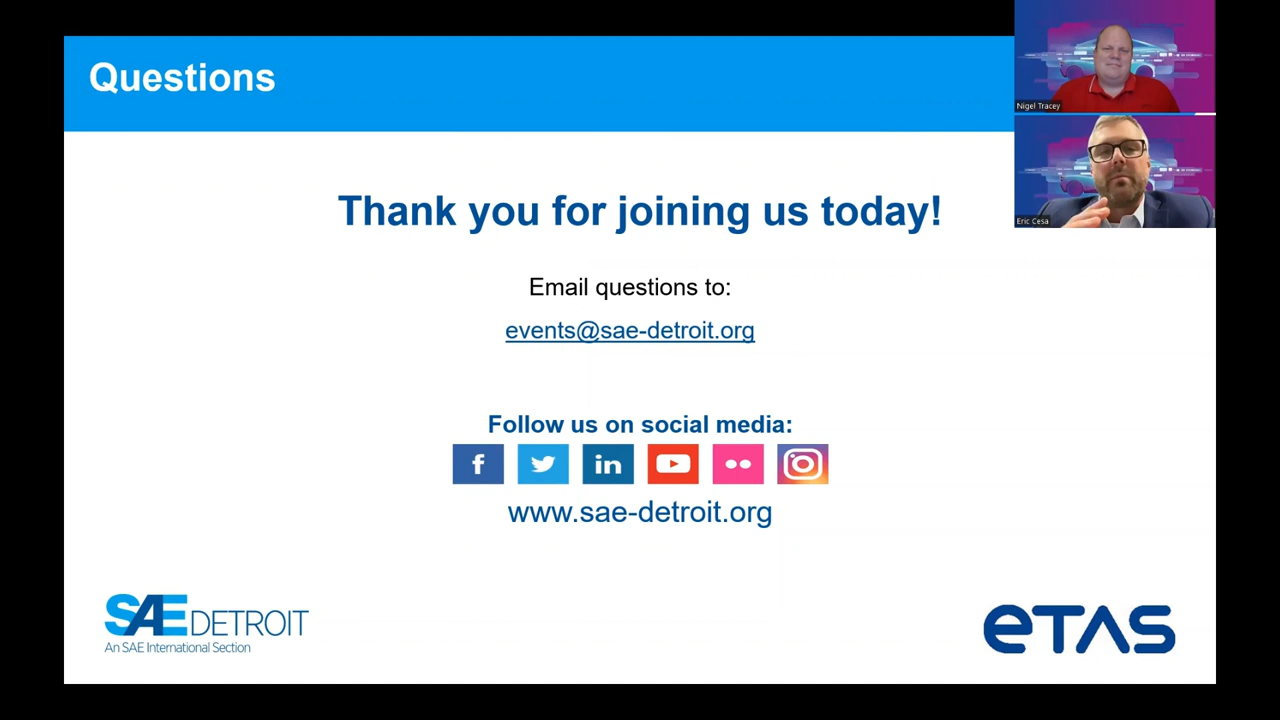 Questions
Nigel Tracey
Eric Cesa
Thank you for joining us today!
Email questions to:
events@sae-detroit.org
Follow us on social media:
f in
www.sae-detroit.org
SAE DETROIT
An SAE International Section
eTAS